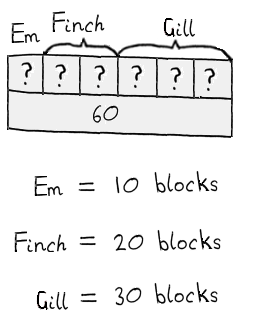 Em Finch Gill
? ? ? ? ? ?
60
Em = 10 blocks
Finch = 20 blocks
Gill = 30 blocks